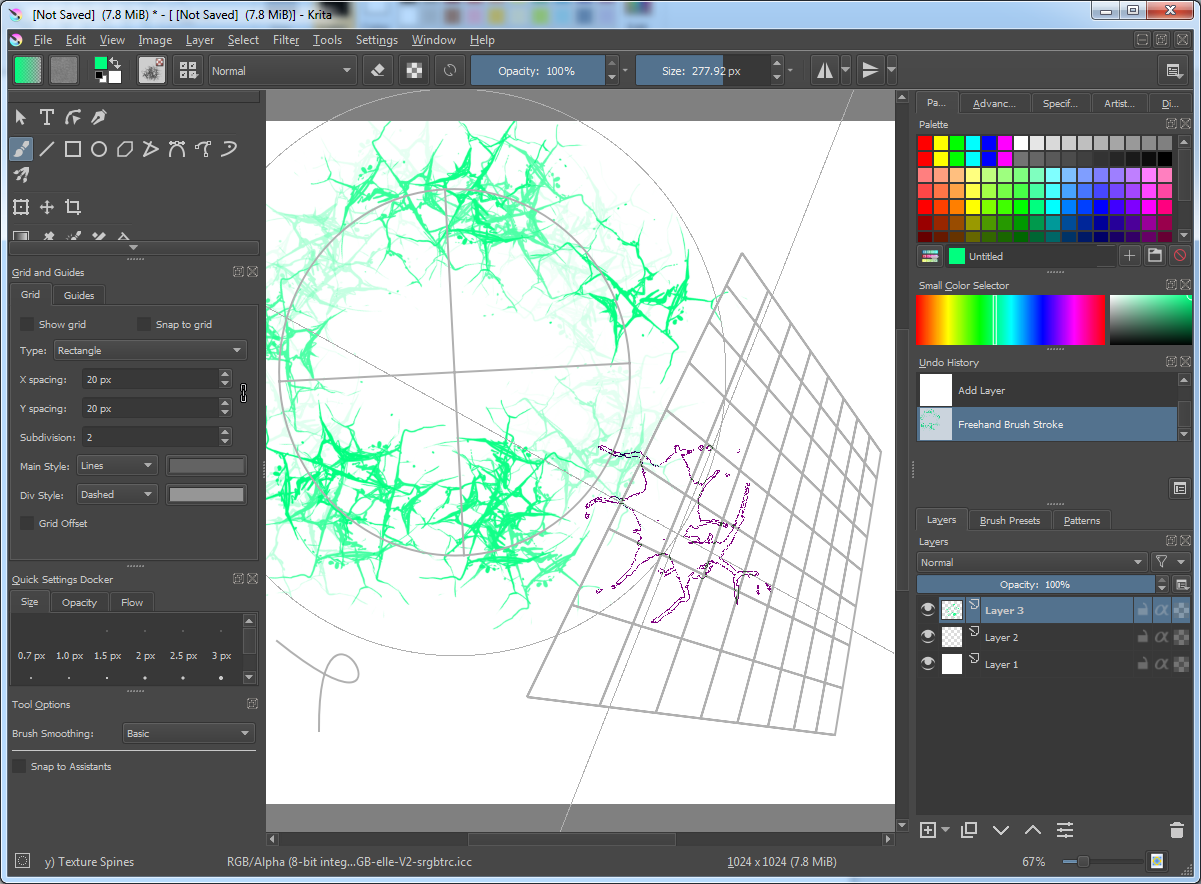 [Not Saved]  (7.8 MiB) * - [ [Not Saved]  (7.8 MiB)] - Krita
File Edit View Image Layer Select Filter Tools Settings Window Help
Normal Opacity: 100% Size: 277.92 px
Pa... Advanc... Specif... Artist... Di...
Palette
Untitled
Small Color Selector
Undo History
Add Layer
Freehand Brush Stroke
Grid and Guides
Grid Guides
Show grid Snap to grid
Type: Rectangle
X spacing: 20 px
Y spacing: 20 px
Subdivision: 2
Main Style: Lines
Div Style: Dashed
Grid Offset
Quick Settings Docker
Size Opacity Flow
0.7 px 1.0 px 1.5 px 2 px 2.5 px 3 px
Tool Options
Brush Smoothing: Basic
Snap to Assistants
Layers Brush Presets Patterns
Layers
Normal
Opacity: 100%
Layer 3
Layer 2
Layer 1
y) Texture Spines RGB/Alpha (8-bit integ...GB-elle-V2-srgbtrc.icc 1024 x 1024 (7.8 MiB) 67%